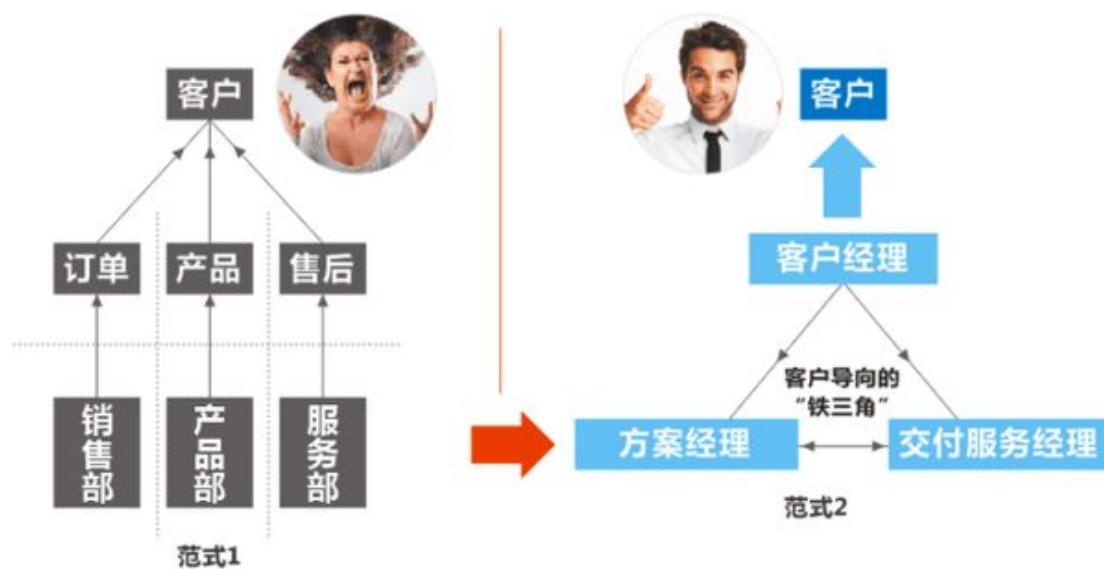 客户
订单
产品
售后
销售部
产品部
服务部
范式1
客户
客户经理
客户导向的
“铁三角”
方案经理
交付服务经理
范式2